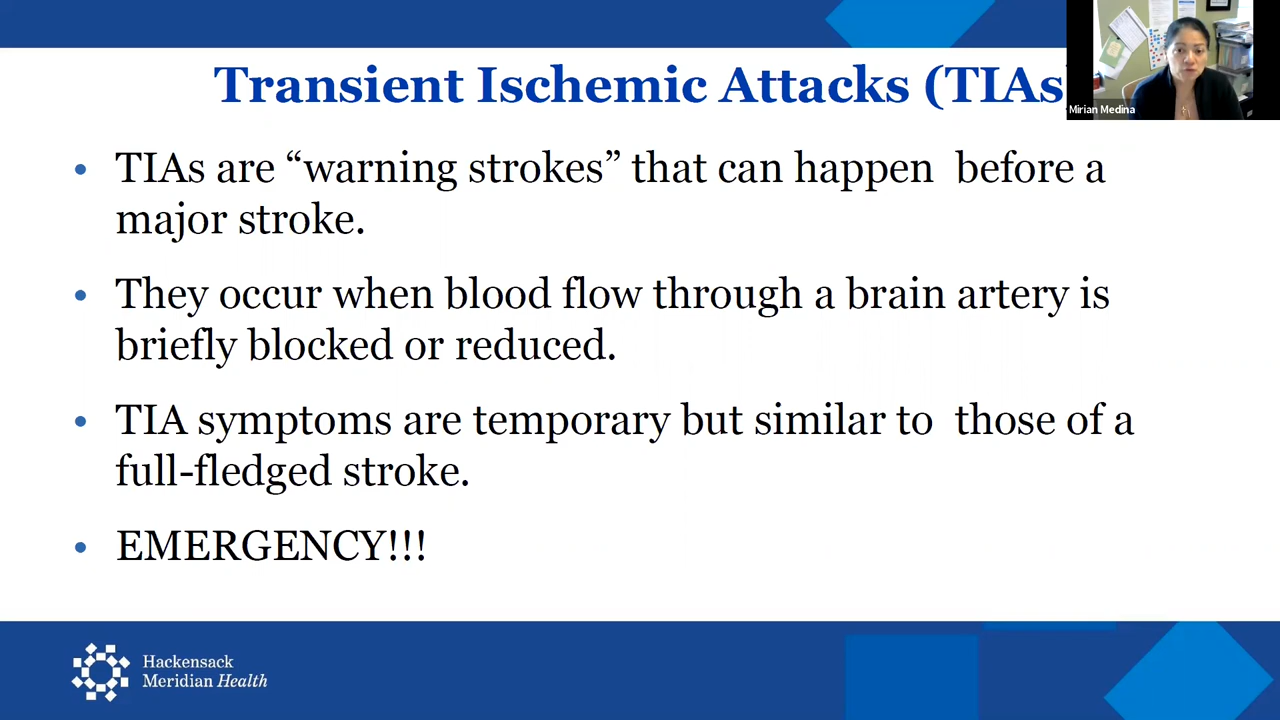 Transient Ischemic Attacks (TIAs
Mirian Medina
• TIAs are “warning strokes” that can happen  before a
major stroke.
• They occur when blood flow through a brain artery is
briefly blocked or reduced.
• TIA symptoms are temporary but similar to  those of a
full-fledged stroke.
• EMERGENCY!!!
Hackensack
Meridian Health